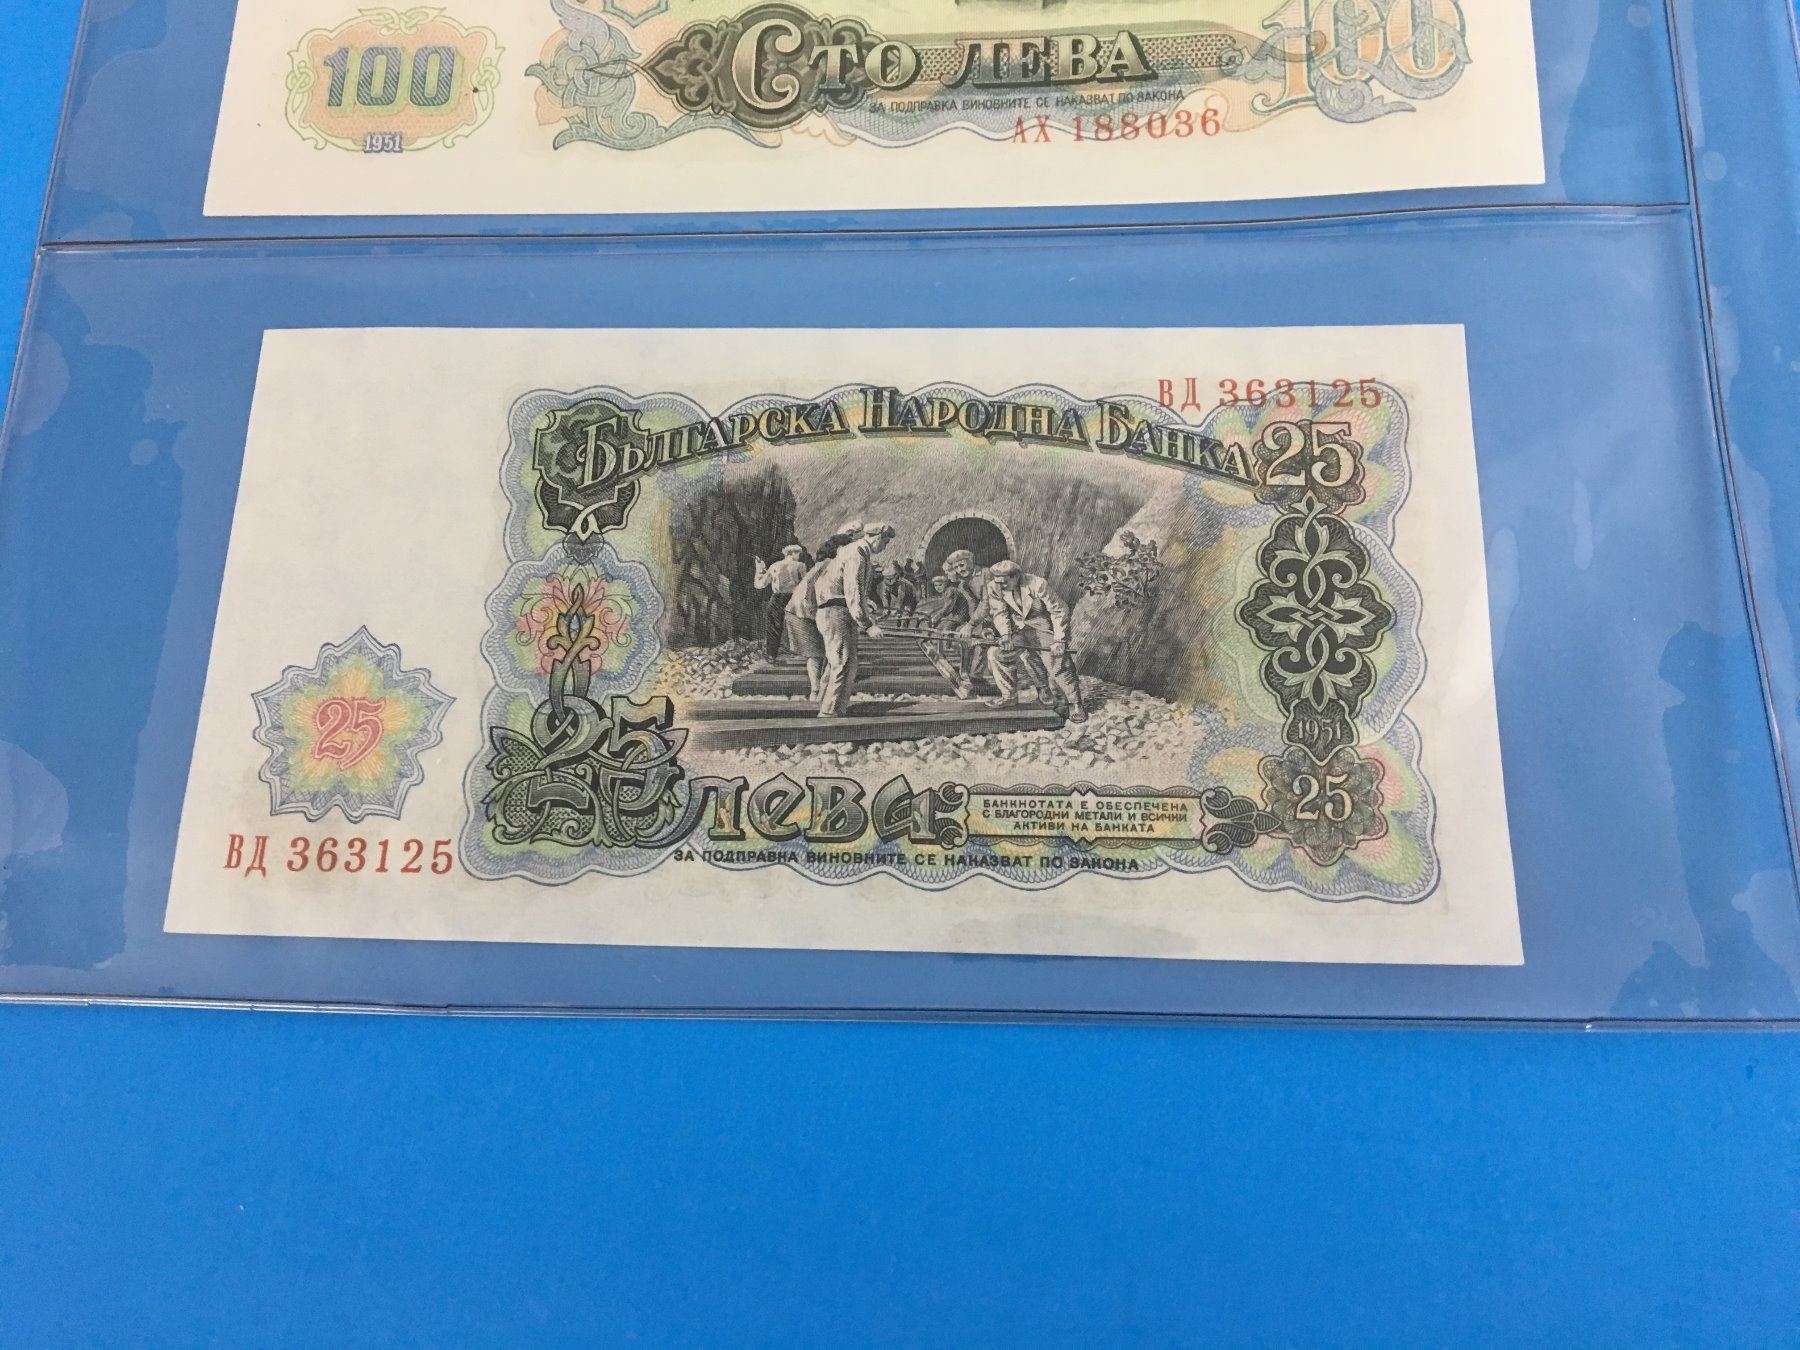 100
1951
Сто лева
100
ЗА ПОДПРАВКА ВИНОВНИТЕ СЕ НАКАЗВАТ ПО ЗАКОНА
АХ 188036
ВД 363125
Българска Народна Банка
25
25
1951
25
25 лева
БАНКНОТАТА Е ОБЕСПЕЧЕНА
С БЛАГОРОДНИ МЕТАЛИ И ВСИЧКИ
АКТИВИ НА БАНКАТА
ЗА ПОДПРАВКА ВИНОВНИТЕ СЕ НАКАЗВАТ ПО ЗАКОНА
ВД 363125